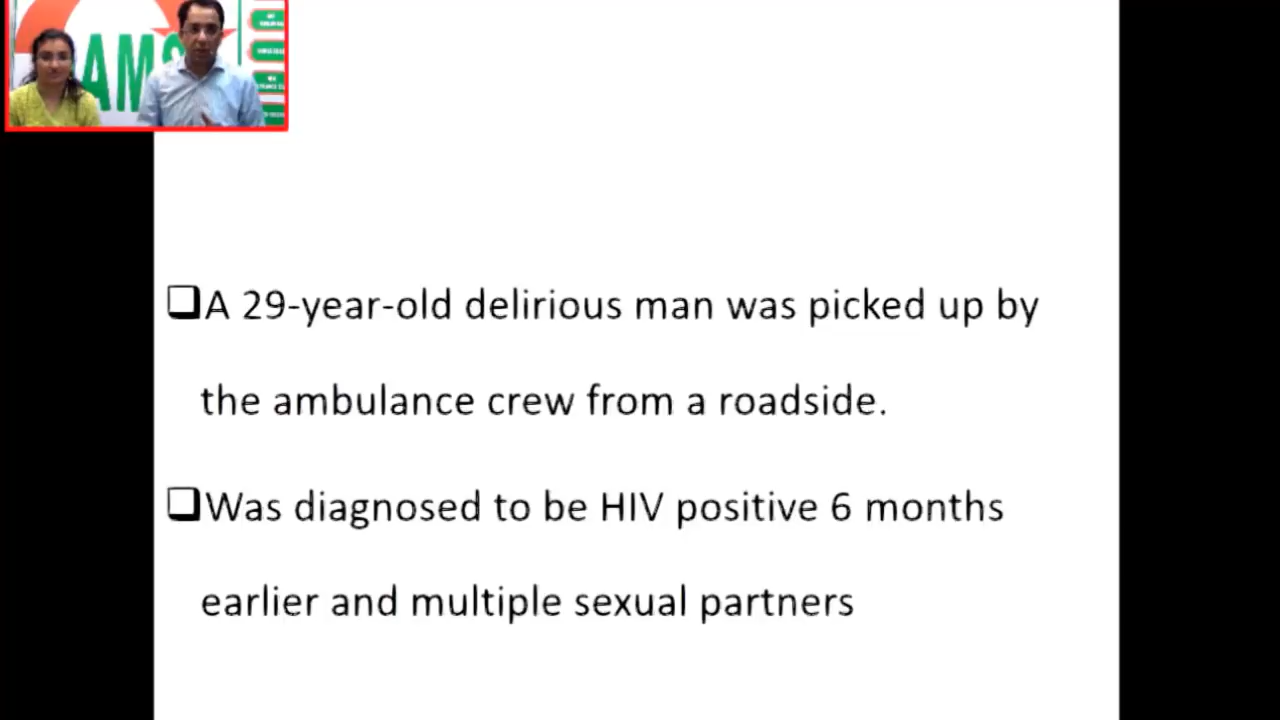 AMS
❑A 29-year-old delirious man was picked up by
the ambulance crew from a roadside.
❑Was diagnosed to be HIV positive 6 months
earlier and multiple sexual partners